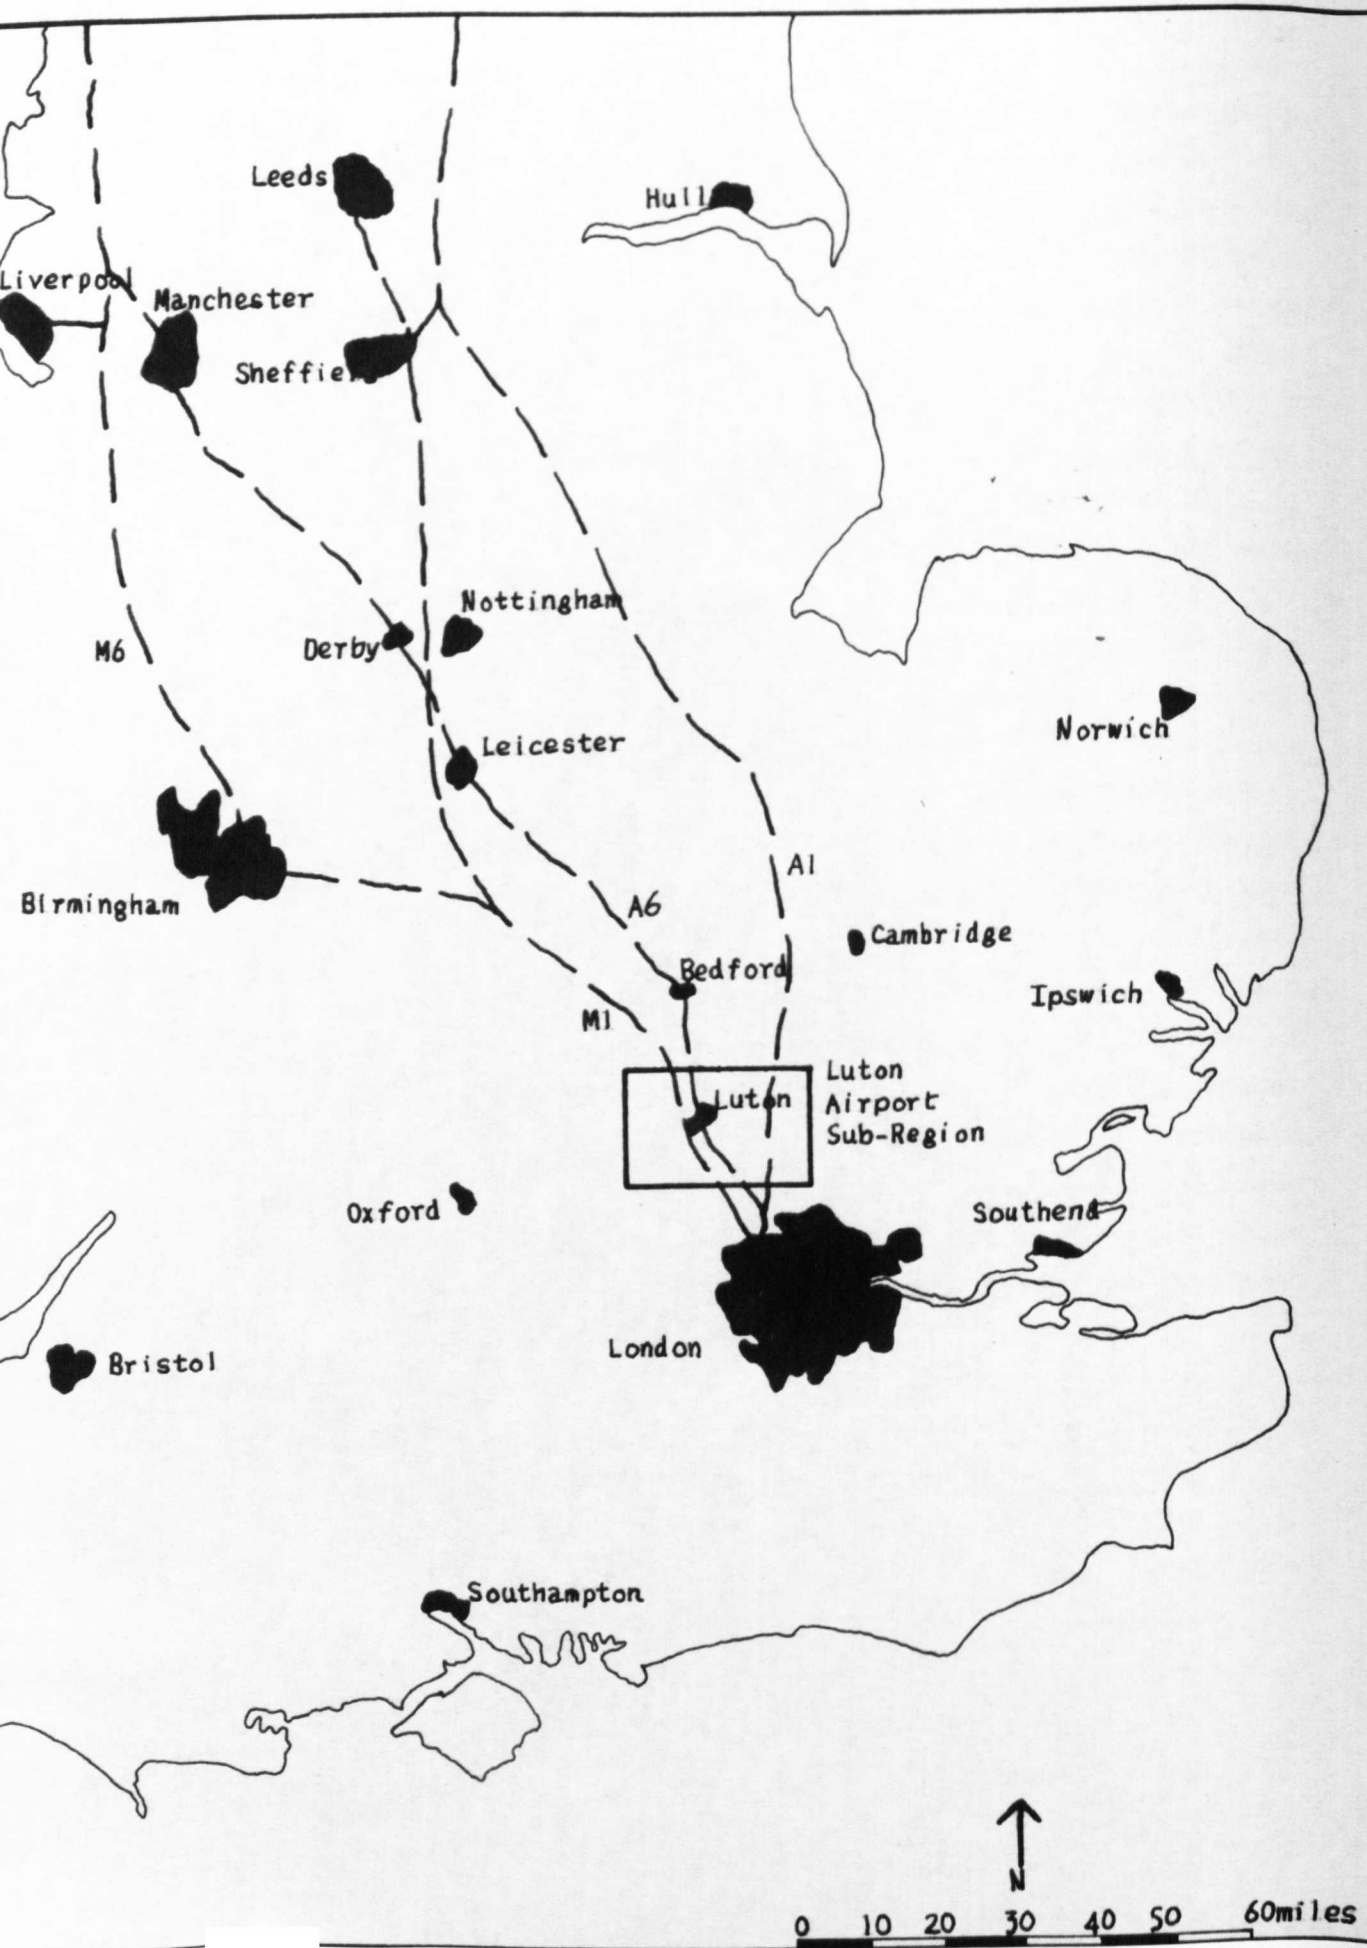 Leeds
Hull
Liverpool
Manchester
Nottingham
Derby
M6
Norwich
Leicester
A1
Birmingham
A6
Cambridge
Bedford
Ipswich
M1
Luton
Airport
Sub-Region
Luton
Oxford
Southend
London
Bristol
Southampton
N
0 10 20 30 40 50 60miles